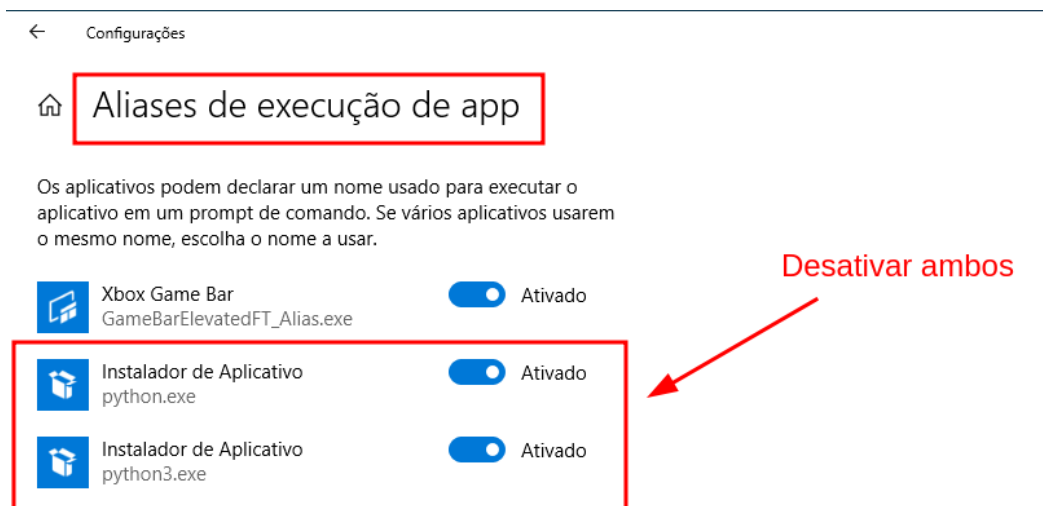 Configurações
Aliases de execução de app
Os aplicativos podem declarar um nome usado para executar o
aplicativo em um prompt de comando. Se vários aplicativos usarem
o mesmo nome, escolha o nome a usar.
Desativar ambos
Xbox Game Bar
Ativado
GameBarElevatedFT_Alias.exe
Instalador de Aplicativo
Ativado
python.exe
Instalador de Aplicativo
Ativado
python3.exe